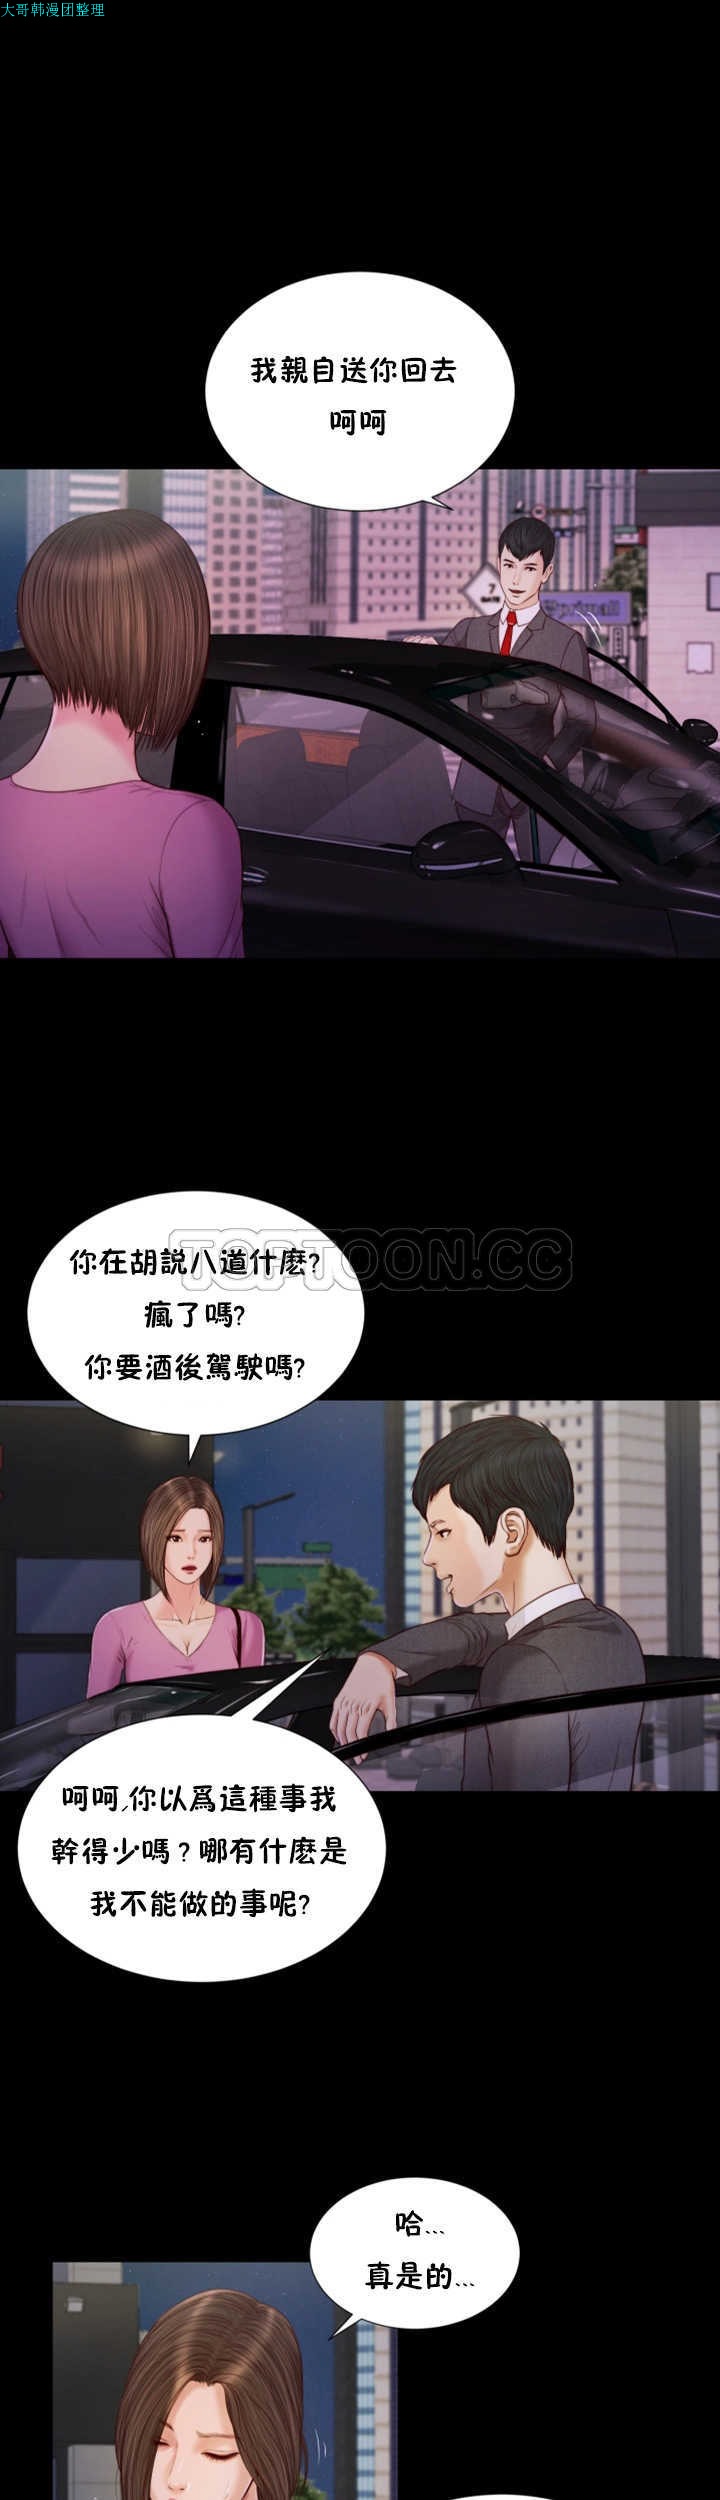 大哥韩漫团整理
我親自送你回去
呵呵
7
TOPTOON.CC
你在胡說八道什麽?
瘋了嗎?
你要酒後駕駛嗎?
呵呵,你以爲這種事我
幹得少嗎？哪有什麽是
我不能做的事呢?
哈...
真是的...